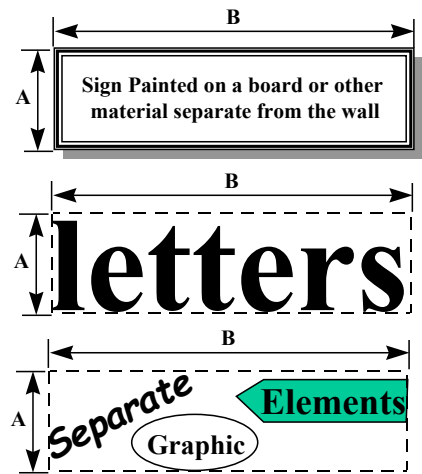 B
A
Sign Painted on a board or other
material separate from the wall
B
A
letters
B
A
Separate
Elements
Graphic